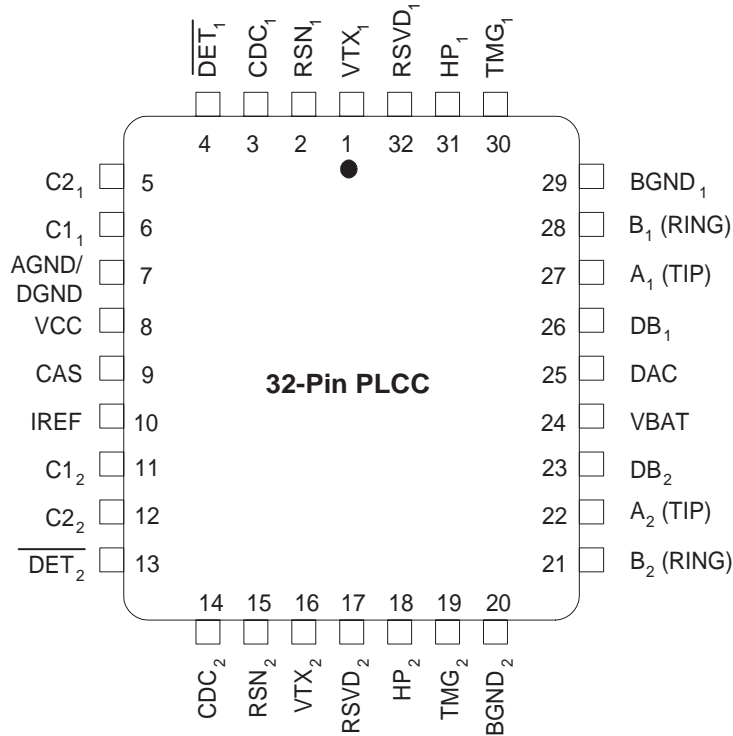 DET₁ CDC₁ RSN₁ VTX₁ RSVD₁ HP₁ TMG₁
4 3 2 1 32 31 30
C2₁ 5
C1₁ 6
AGND/
DGND 7
VCC 8
CAS 9
IREF 10
C1₂ 11
C2₂ 12
DET₂ 13
32-Pin PLCC
29 BGND₁
28 B₁ (RING)
27 A₁ (TIP)
26 DB₁
25 DAC
24 VBAT
23 DB₂
22 A₂ (TIP)
21 B₂ (RING)
14 15 16 17 18 19 20
CDC₂ RSN₂ VTX₂ RSVD₂ HP₂ TMG₂ BGND₂